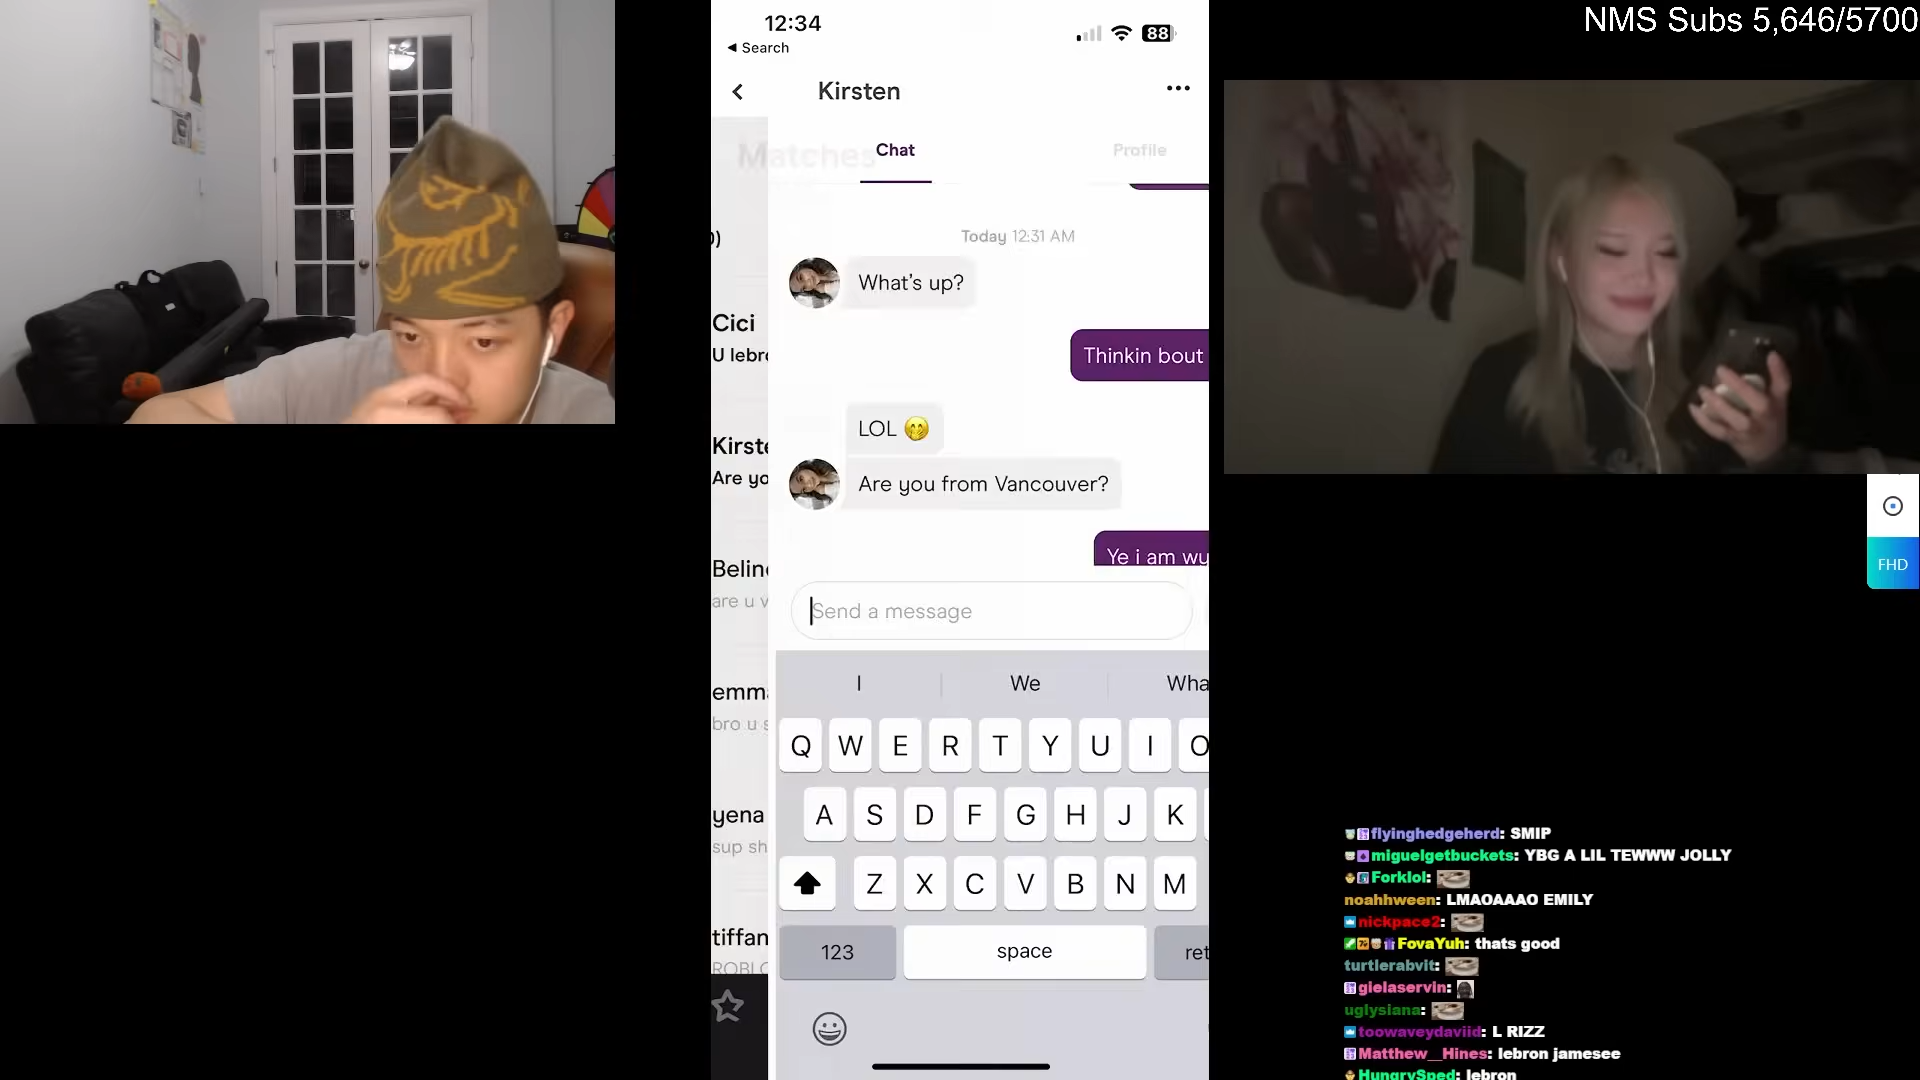 NMS Subs 5,646/5700
12:34
Search
88
Kirsten
Matches
Chat
Profile
Today 12:31 AM
What's up?
Thinkin bout
LOL 🤭
Are you from Vancouver?
Ye i am wu
Send a message
Cici
U lebr
Kirst
Are yo
Belin
are u v
emm
bro u s
yena
sup sh
tiffan
ROBLO
I
We
Wha
Q W E R T Y U I O
A S D F G H J K
Z X C V B N M
123
space
ret
FHD
flyinghedgeherd: SMIP
miguelgetbuckets: YBG A LIL TEWWW JOLLY
Forklol:
noahhween: LMAOAAAO EMILY
nickpace2:
FovaYuh: thats good
turtlerabvit:
gielaservin:
uglysiana:
toowaveydaviid: L RIZZ
Matthew__Hines: lebron jamesee
HungrySped: lebron